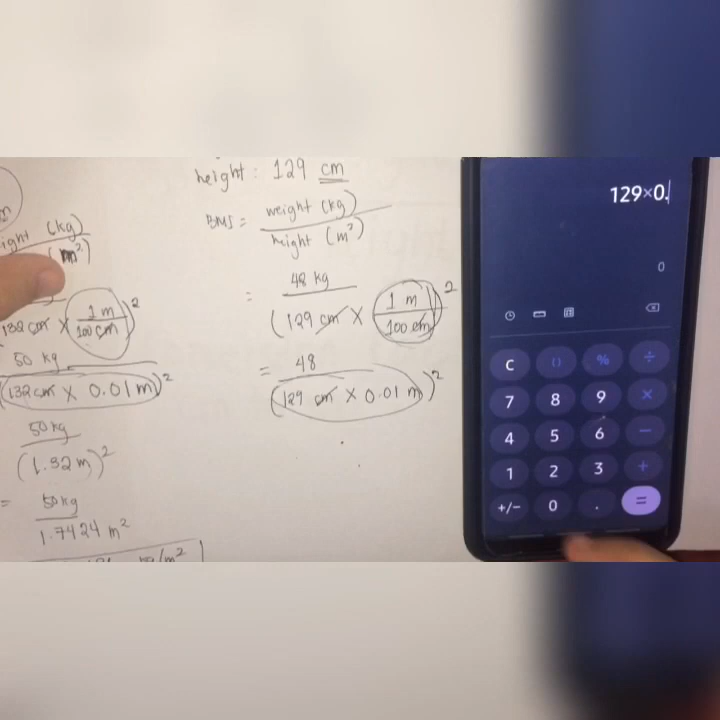 height: 129 cm
BMI = weight (kg)
height (m²)
= 48 kg
(129 cm × 1 m
100 cm)²
= 48
(129 cm × 0.01 m)²
(kg)
(m²)
(132 cm × 1 m
100 cm)²
50 kg
(132 cm × 0.01 m)²
50 kg
(1.32 m)²
= 50 kg
1.7424 m²
kg/m²
129×0.
0
C () % ÷
7 8 9 ×
4 5 6 −
1 2 3 +
+/− 0 . =